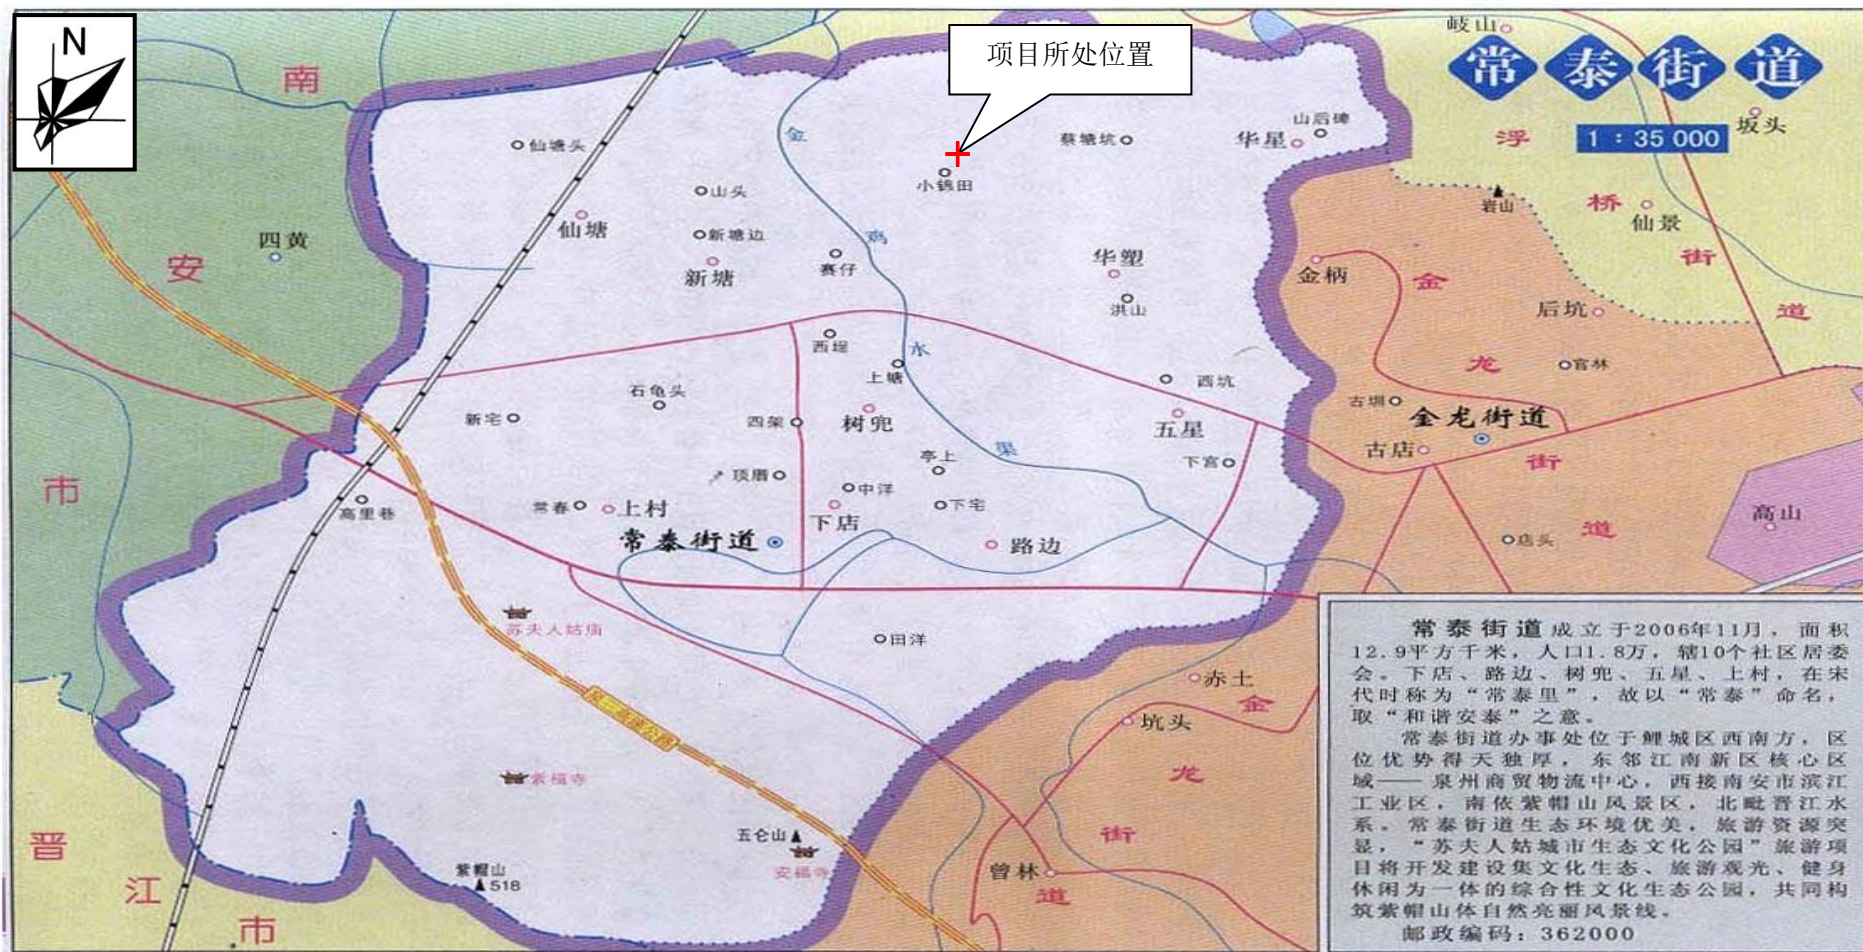 N
项目所处位置
常泰街道
1：35 000
岐山
坂头
浮
桥
街
道
仙景
岩山
南
安
市
四黄
仙塘头
山头
仙塘
新塘边
新塘
赛仔
金
鸡
水
渠
小锦田
蔡塘坑
华星
山后碑
华塑
洪山
金柄
金
龙
街
道
后坑
官林
古圳
金龙街道
古店
高山
店头
西堤
上塘
石龟头
新宅
四架
树兜
西坑
五星
下宫
亭上
顶厝
中洋
下宅
常春
上村
下店
高里巷
常泰街道
路边
苏夫人姑庙
田洋
赤土
坑头
金
龙
街
道
紫福寺
五仑山
安福寺
紫帽山
518
曾林
晋
江
市
常泰街道成立于2006年11月，面积
12.9平方千米，人口1.8万，辖10个社区居委
会。下店、路边、树兜、五星、上村，在宋
代时称为“常泰里”，故以“常泰”命名，
取“和谐安泰”之意。
常泰街道办事处位于鲤城区西南方，区
位优势得天独厚，东邻江南新区核心区
域——泉州商贸物流中心，西接南安市滨江
工业区，南依紫帽山风景区，北毗晋江水
系。常泰街道生态环境优美，旅游资源突
显，“苏夫人姑城市生态文化公园”旅游项
目将开发建设集文化生态、旅游观光、健身
休闲为一体的综合性文化生态公园，共同构
筑紫帽山体自然亮丽风景线。
邮政编码：362000